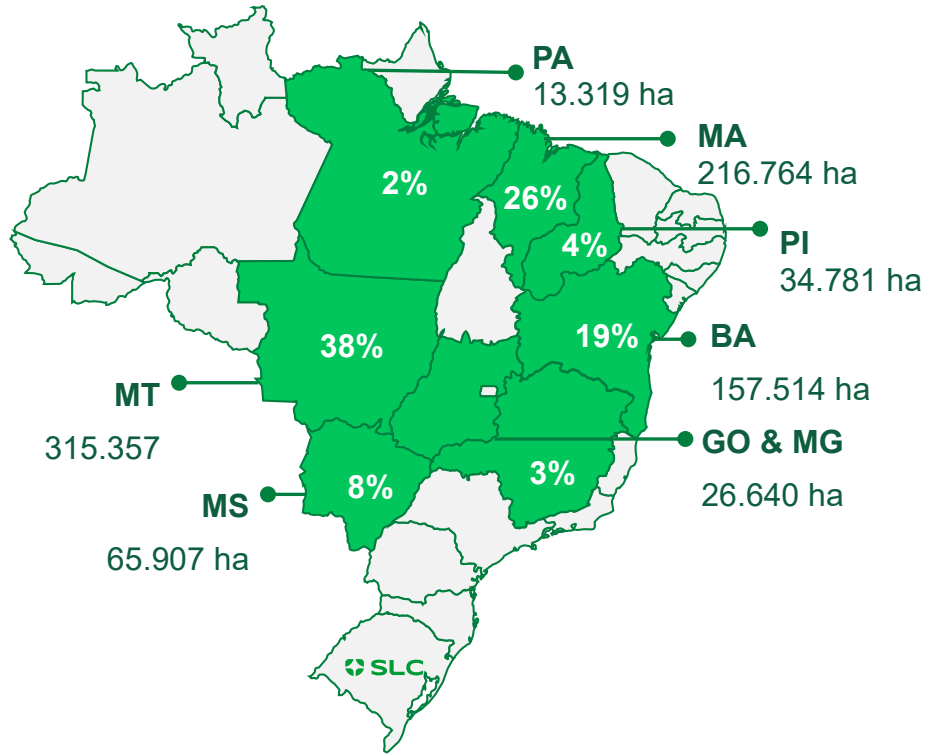 PA
13.319 ha
MA
216.764 ha
2%
26%
4%
PI
34.781 ha
38%
19%
BA
157.514 ha
MT
315.357
GO & MG
26.640 ha
3%
8%
MS
65.907 ha
SLC